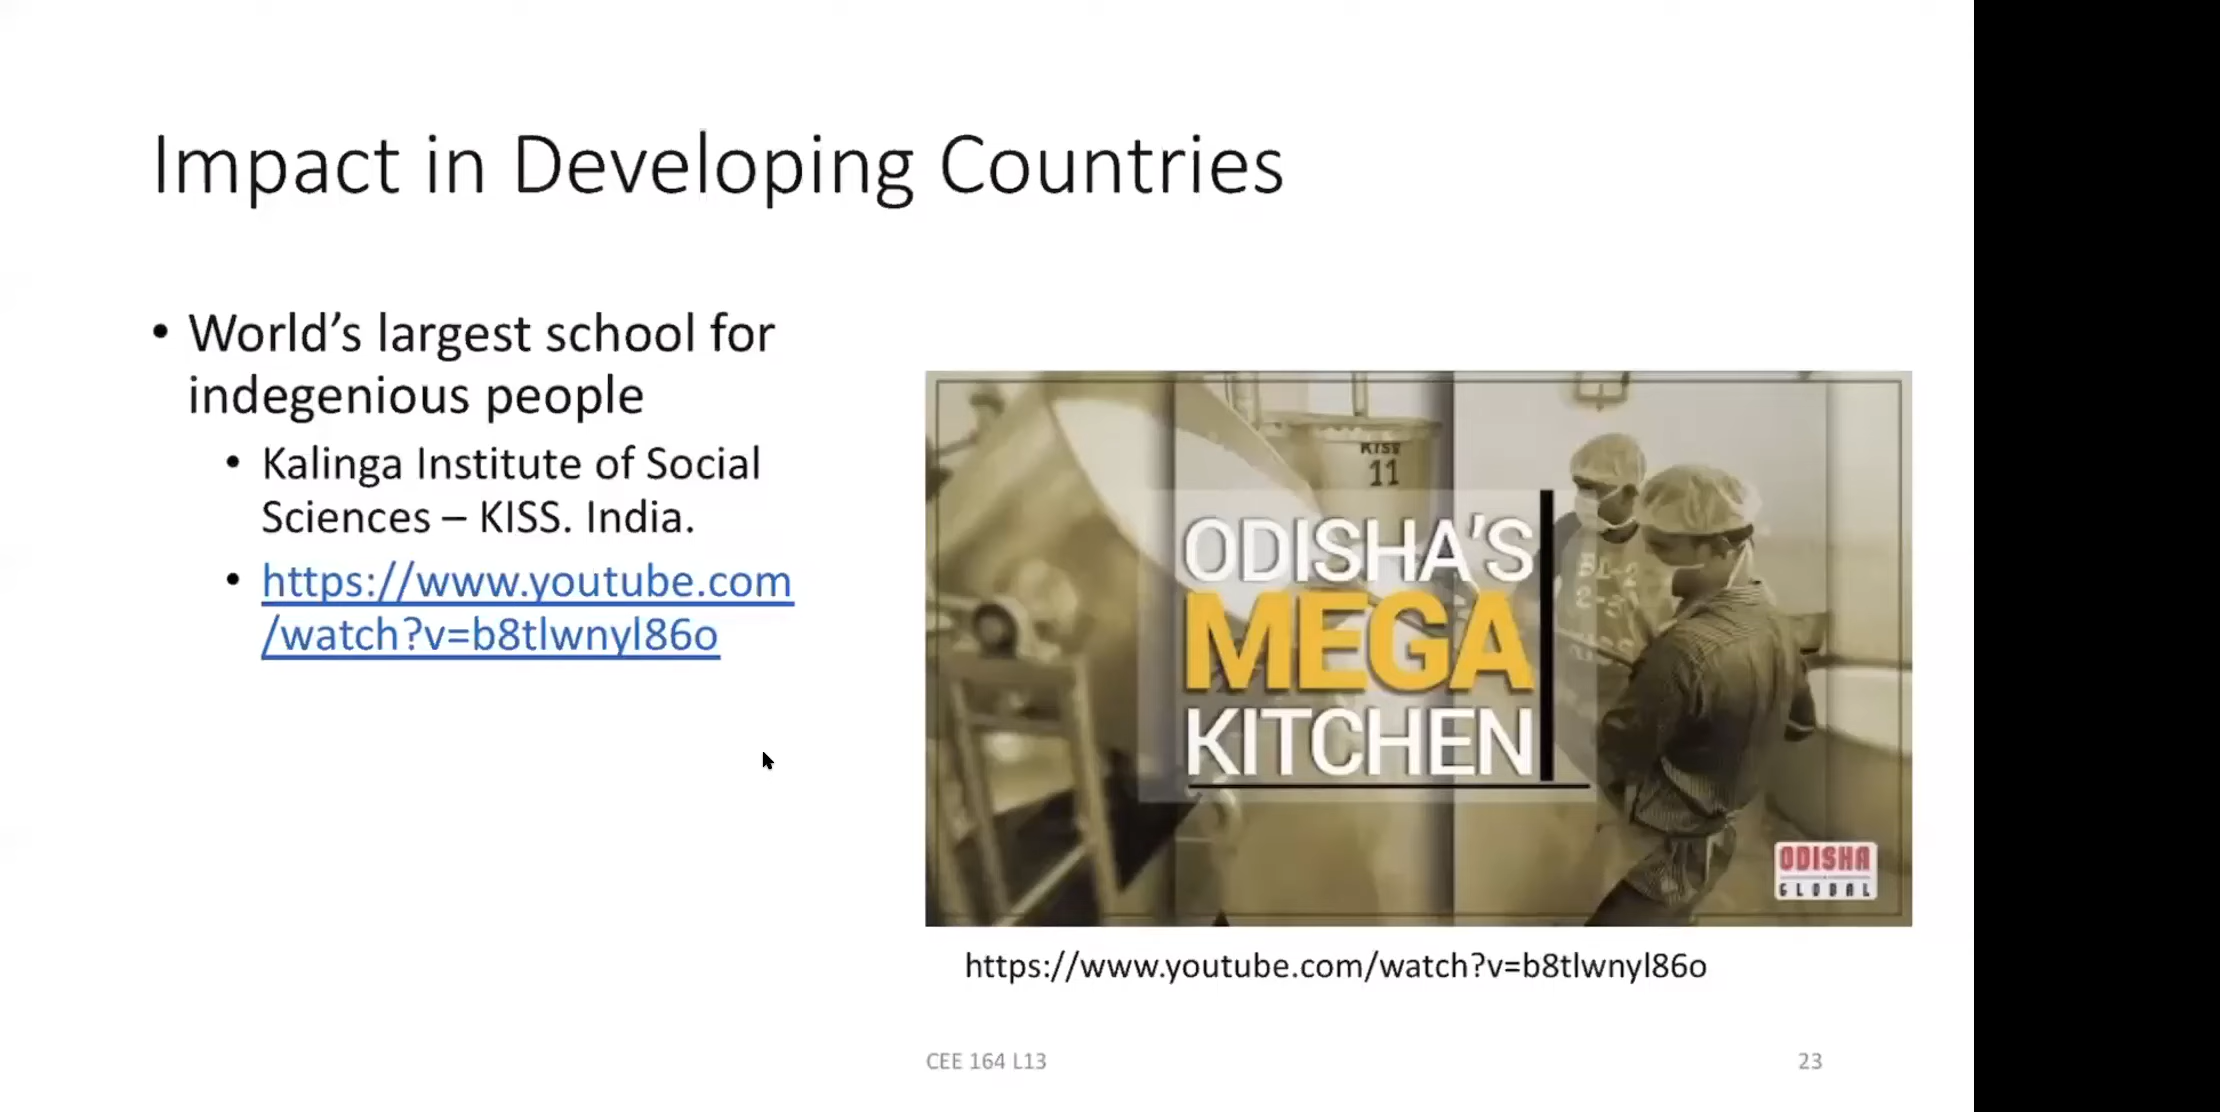 Impact in Developing Countries
• World’s largest school for
indegenious people
• Kalinga Institute of Social
Sciences – KISS. India.
• https://www.youtube.com
/watch?v=b8tlwnyl86o
KISS
11
ODISHA’S
MEGA
KITCHEN
ODISHA
GLOBAL
https://www.youtube.com/watch?v=b8tlwnyl86o
CEE 164 L13
23